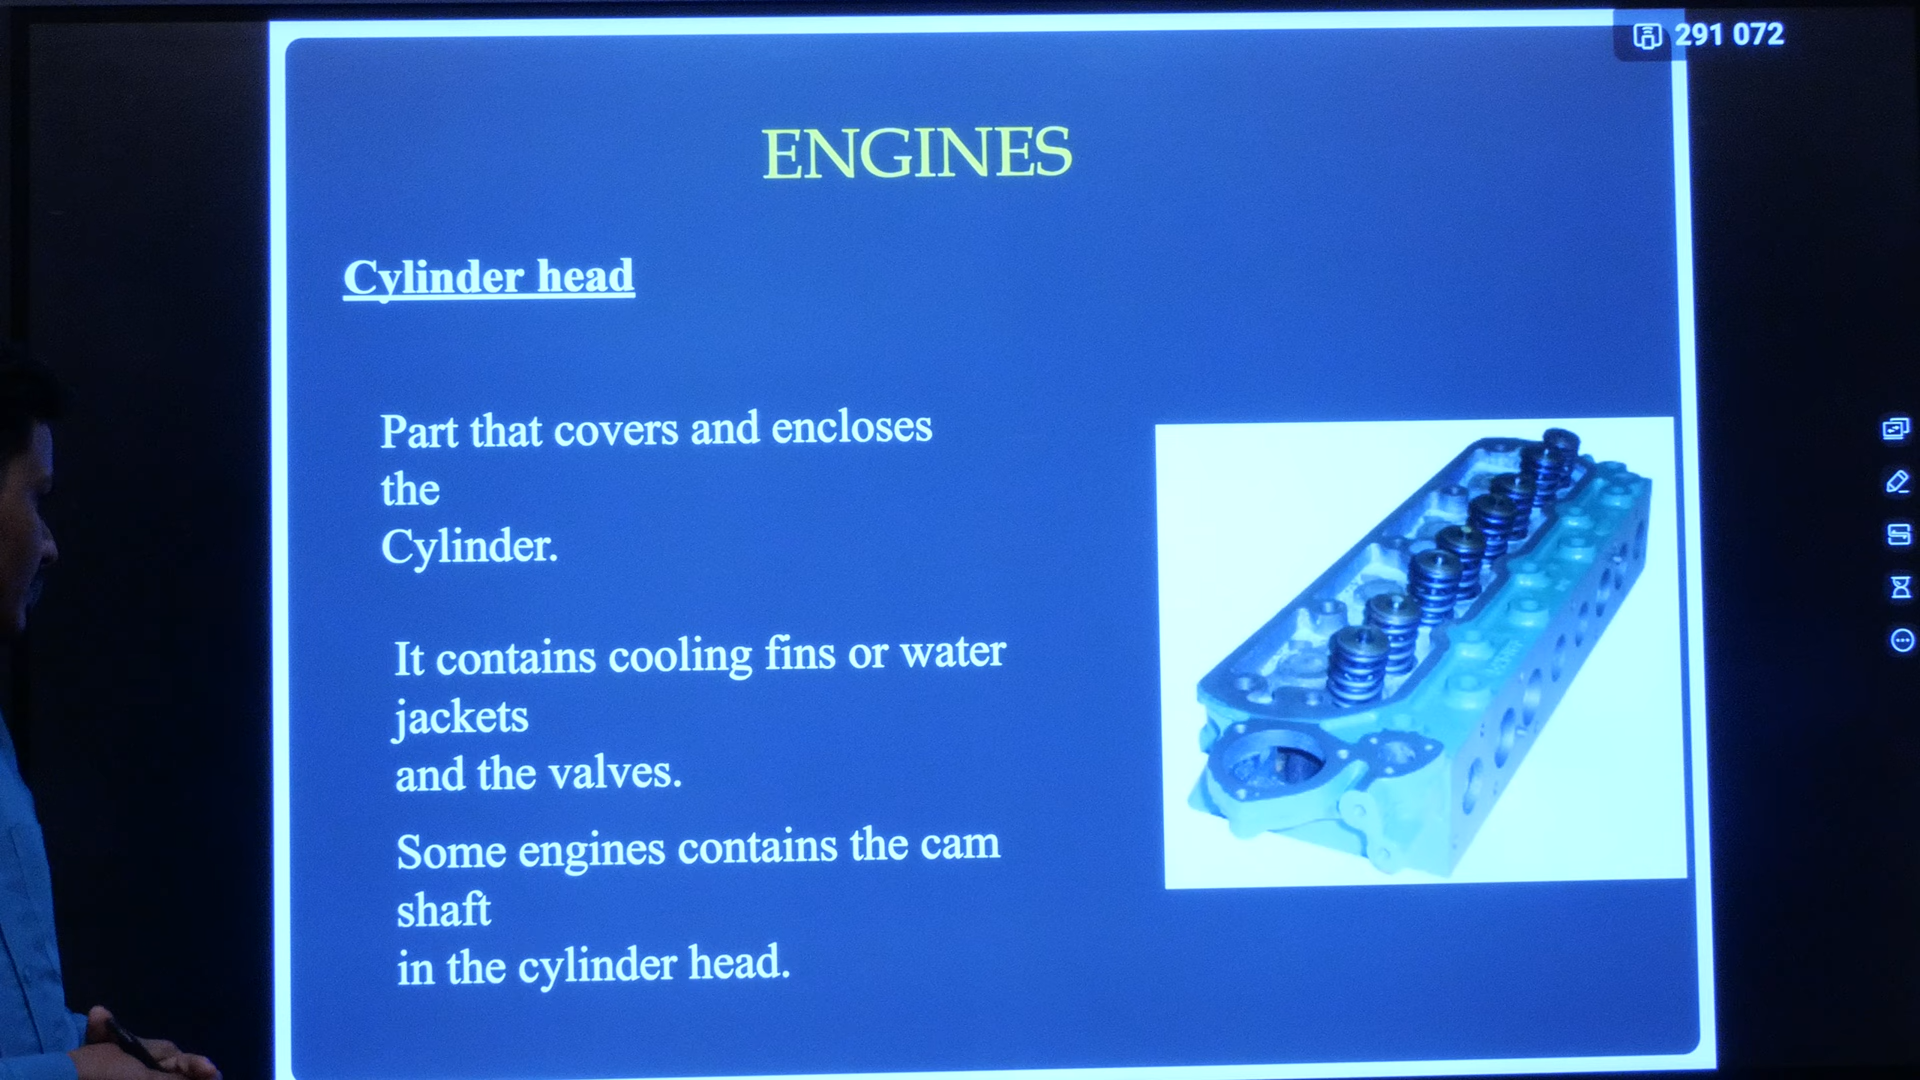 291 072
ENGINES
Cylinder head
Part that covers and encloses
the
Cylinder.
It contains cooling fins or water
jackets
and the valves.
Some engines contains the cam
shaft
in the cylinder head.